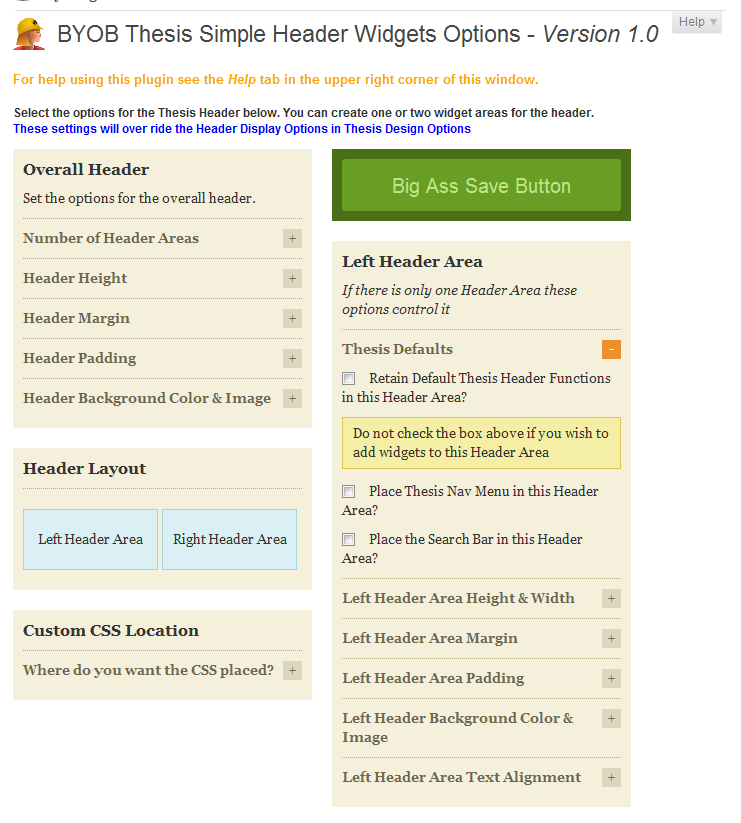 Help
BYOB Thesis Simple Header Widgets Options - Version 1.0
For help using this plugin see the Help tab in the upper right corner of this window.
Select the options for the Thesis Header below. You can create one or two widget areas for the header.
These settings will over ride the Header Display Options in Thesis Design Options
Overall Header
Set the options for the overall header.
Number of Header Areas +
Header Height +
Header Margin +
Header Padding +
Header Background Color & Image +
Header Layout
Left Header Area
Right Header Area
Custom CSS Location
Where do you want the CSS placed? +
Big Ass Save Button
Left Header Area
If there is only one Header Area these
options control it
Thesis Defaults -
Retain Default Thesis Header Functions
in this Header Area?
Do not check the box above if you wish to
add widgets to this Header Area
Place Thesis Nav Menu in this Header
Area?
Place the Search Bar in this Header
Area?
Left Header Area Height & Width +
Left Header Area Margin +
Left Header Area Padding +
Left Header Background Color & +
Image
Left Header Area Text Alignment +